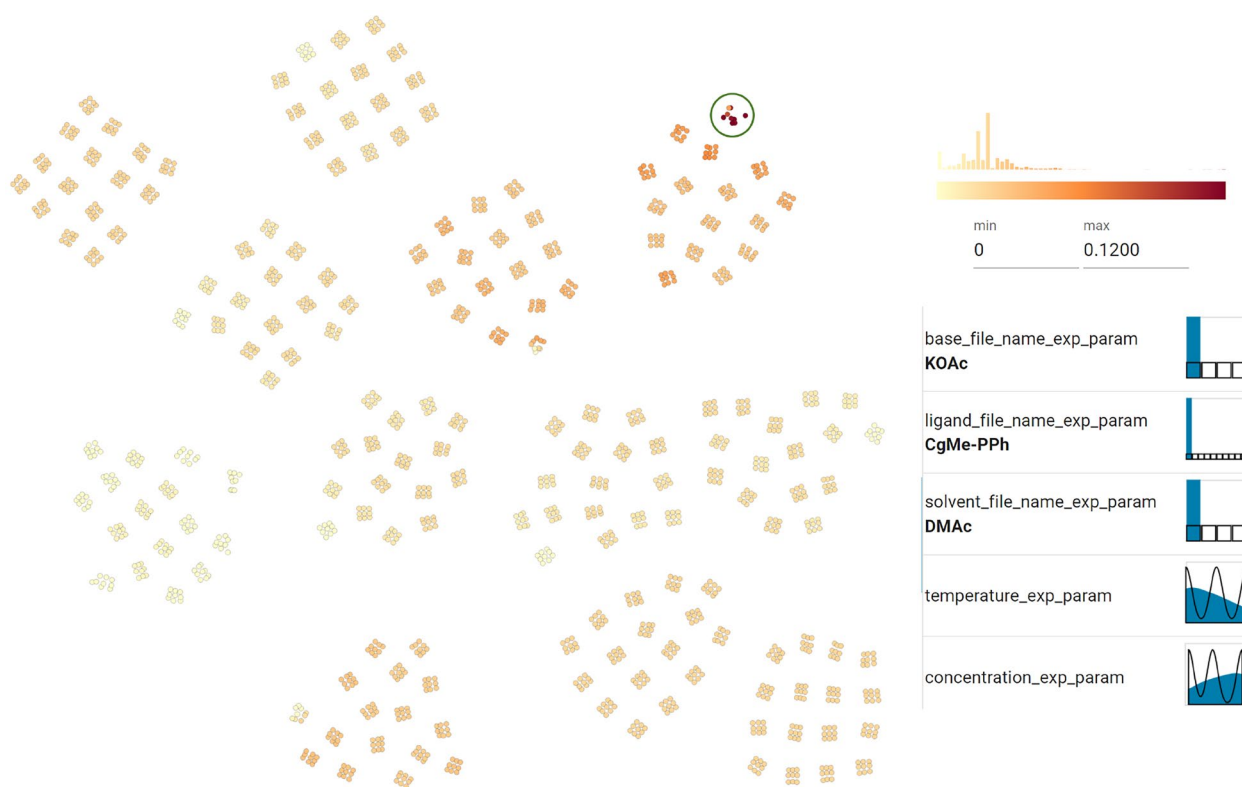 min
max
0
0.1200
base_file_name_exp_param
KOAc
ligand_file_name_exp_param
CgMe-PPh
solvent_file_name_exp_param
DMAc
temperature_exp_param
concentration_exp_param